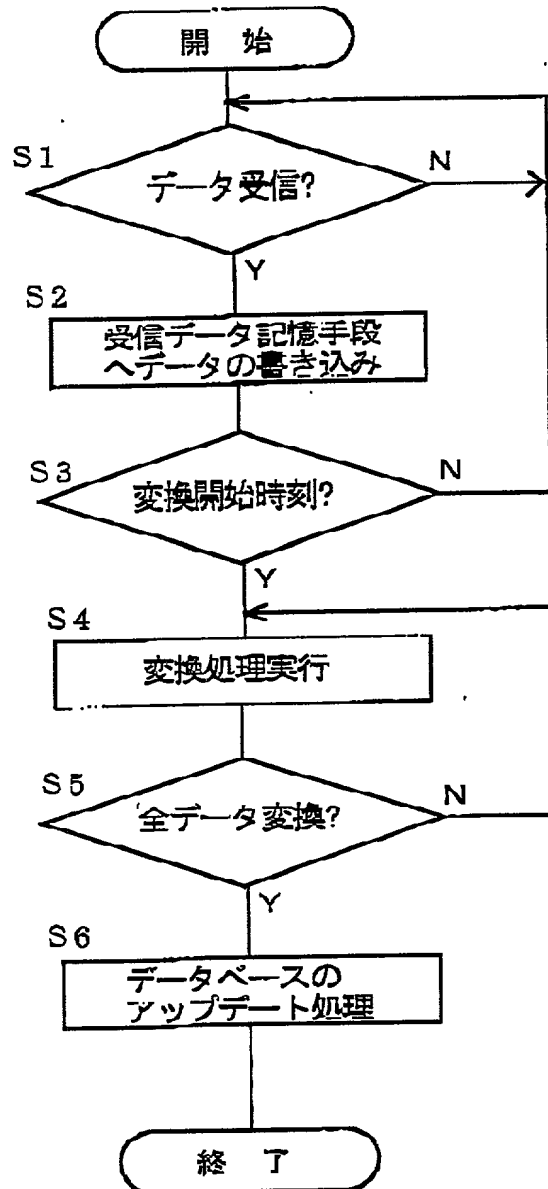 開 始
S1
データ受信?
N
Y
S2
受信データ記憶手段
へデータの書き込み
S3
変換開始時刻?
N
Y
S4
変換処理実行
S5
全データ変換?
N
Y
S6
データベースの
アップデート処理
終 了